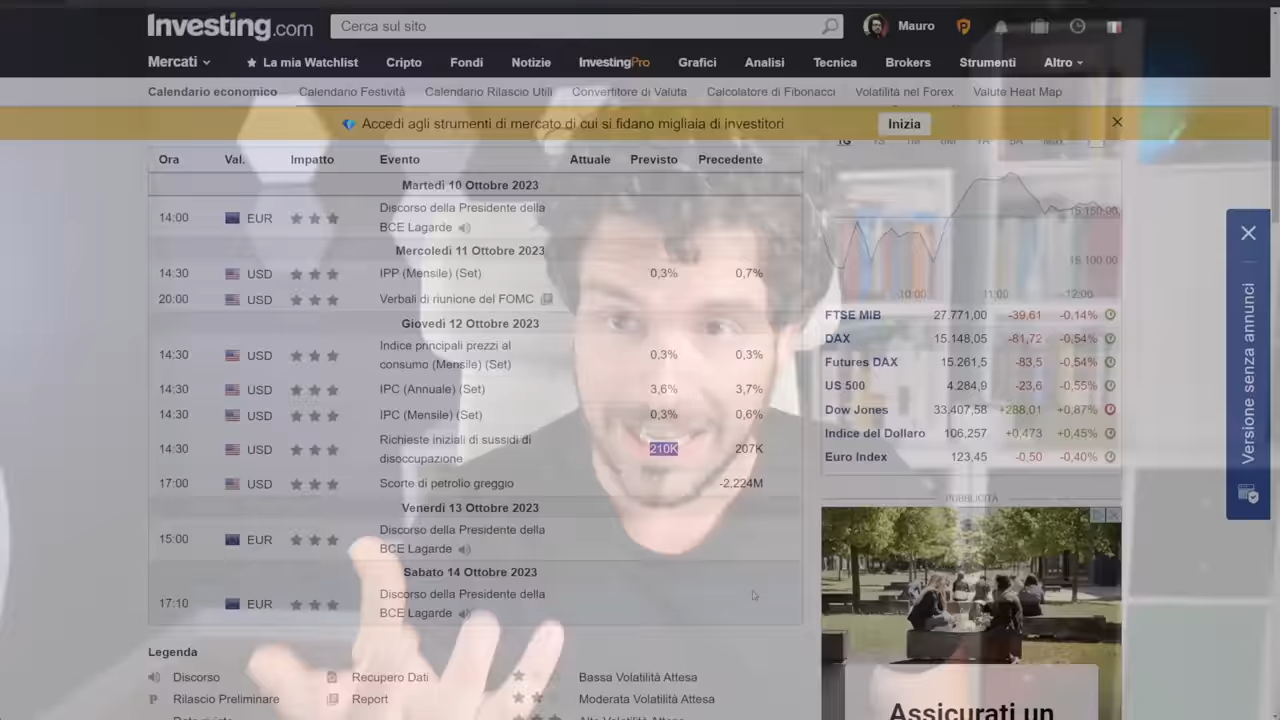 Investing.com
Cerca sul sito
Mauro
Mercati
La mia Watchlist
Cripto
Fondi
Notizie
InvestingPro
Grafici
Analisi
Tecnica
Brokers
Strumenti
Altro
Calendario economico
Calendario Festività
Calendario Rilascio Utili
Convertitore di Valuta
Calcolatore di Fibonacci
Volatilità nel Forex
Valute Heat Map
Accedi agli strumenti di mercato di cui si fidano migliaia di investitori
Inizia
Ora Val. Impatto Evento Attuale Previsto Precedente
Martedì 10 Ottobre 2023
14:00 EUR Discorso della Presidente della
BCE Lagarde
Mercoledì 11 Ottobre 2023
14:30 USD IPP (Mensile) (Set) 0,3% 0,7%
20:00 USD Verbali di riunione del FOMC
Giovedì 12 Ottobre 2023
14:30 USD Indice principali prezzi al
consumo (Mensile) (Set) 0,3% 0,3%
14:30 USD IPC (Annuale) (Set) 3,6% 3,7%
14:30 USD IPC (Mensile) (Set) 0,3% 0,6%
14:30 USD Richieste iniziali di sussidi di
disoccupazione 210K 207K
17:00 USD Scorte di petrolio greggio -2,224M
Venerdì 13 Ottobre 2023
15:00 EUR Discorso della Presidente della
BCE Lagarde
Sabato 14 Ottobre 2023
17:10 EUR Discorso della Presidente della
BCE Lagarde
Legenda
Discorso
Recupero Dati
Bassa Volatilità Attesa
Rilascio Preliminare
Report
Moderata Volatilità Attesa
15 150.00
15 100.00
10:00 11:00 12:00
FTSE MIB 27.771,00 -39,61 -0,14%
DAX 15.148,05 -81,72 -0,54%
Futures DAX 15.261,5 -83,5 -0,54%
US 500 4.284,9 -23,6 -0,55%
Dow Jones 33.407,58 +288,01 +0,87%
Indice del Dollaro 106,257 +0,473 +0,45%
Euro Index 123,45 -0,50 -0,40%
PUBBLICITÀ
Assicurati un
Versione senza annunci